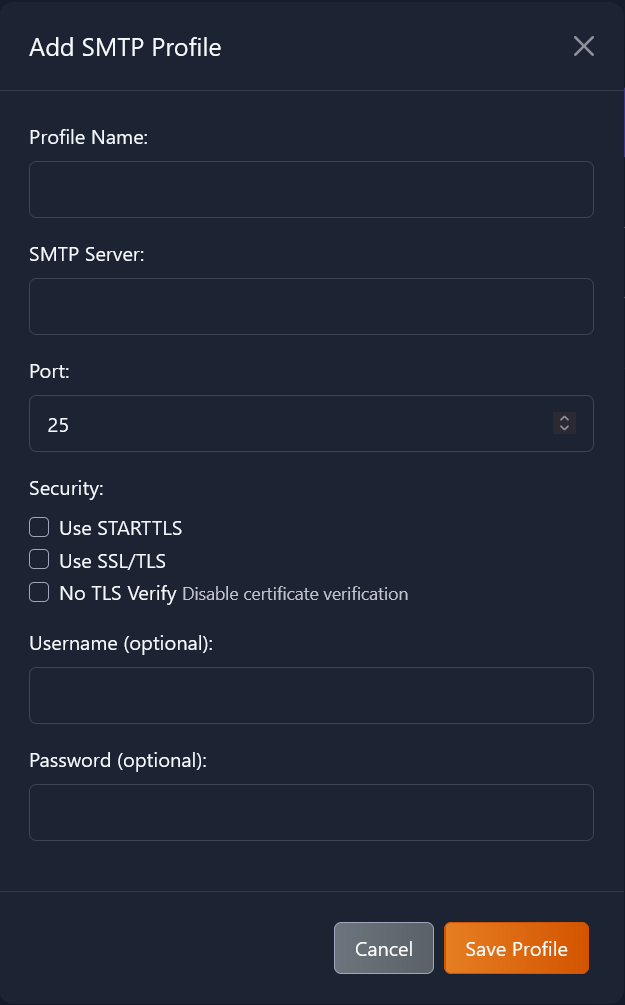 Add SMTP Profile
Profile Name:
SMTP Server:
Port:
25
Security:
Use STARTTLS
Use SSL/TLS
No TLS Verify Disable certificate verification
Username (optional):
Password (optional):
Cancel Save Profile